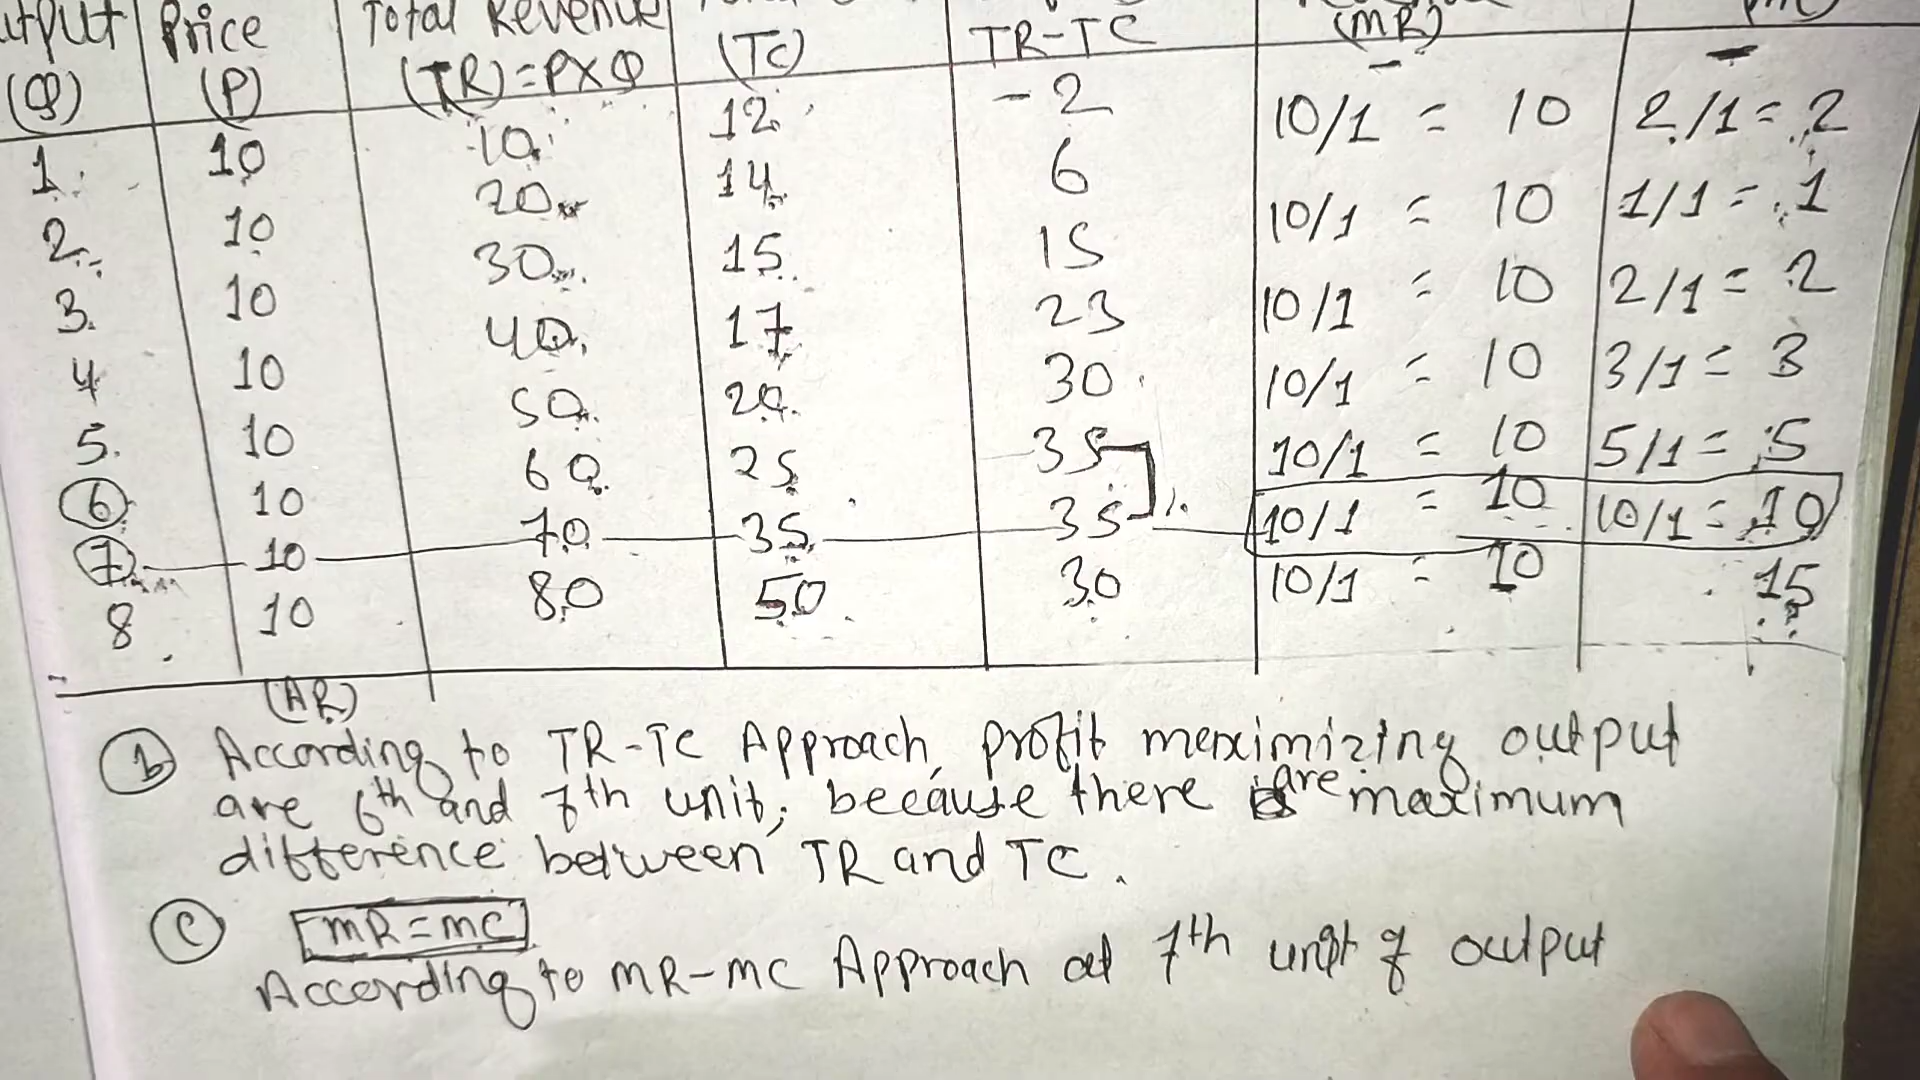 Price Total Revenue
(Q) (P) (TR)=P×Q (TC) TR-TC (MR)
1. 10 10 12 -2 10/1 = 10 2/1 = 2
2. 10 20 14 6 10/1 = 10 1/1 = 1
3. 10 30 15 15 10/1 = 10 2/1 = 2
4 10 40 17 23 10/1 = 10 3/1 = 3
5. 10 50 20 30 10/1 = 10 5/1 = 5
6 10 60 25 35 10/1 = 10 10/1 = 10
7 10 70 35 35 10/1 = 10 15
8 10 80 50 30
(AR)
(b) According to TR-TC Approach, profit meximizing output
are 6th and 7th unit, because there are maximum
difference between TR and TC.
(c) MR=MC
According to MR-MC Approach at 7th unit of output